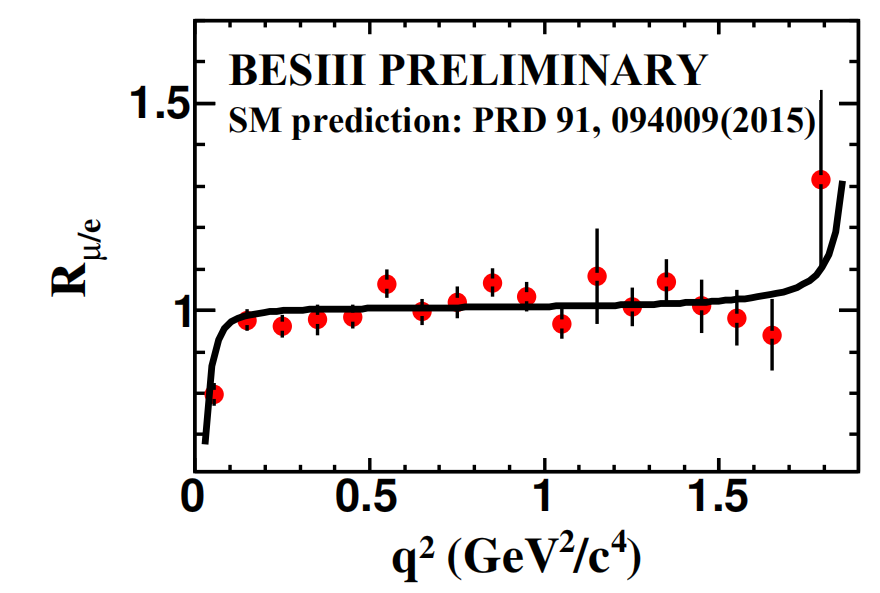 BESIII PRELIMINARY
SM prediction: PRD 91, 094009(2015)
1.5
1
R_μ/e
0 0.5 1 1.5
q² (GeV²/c⁴)